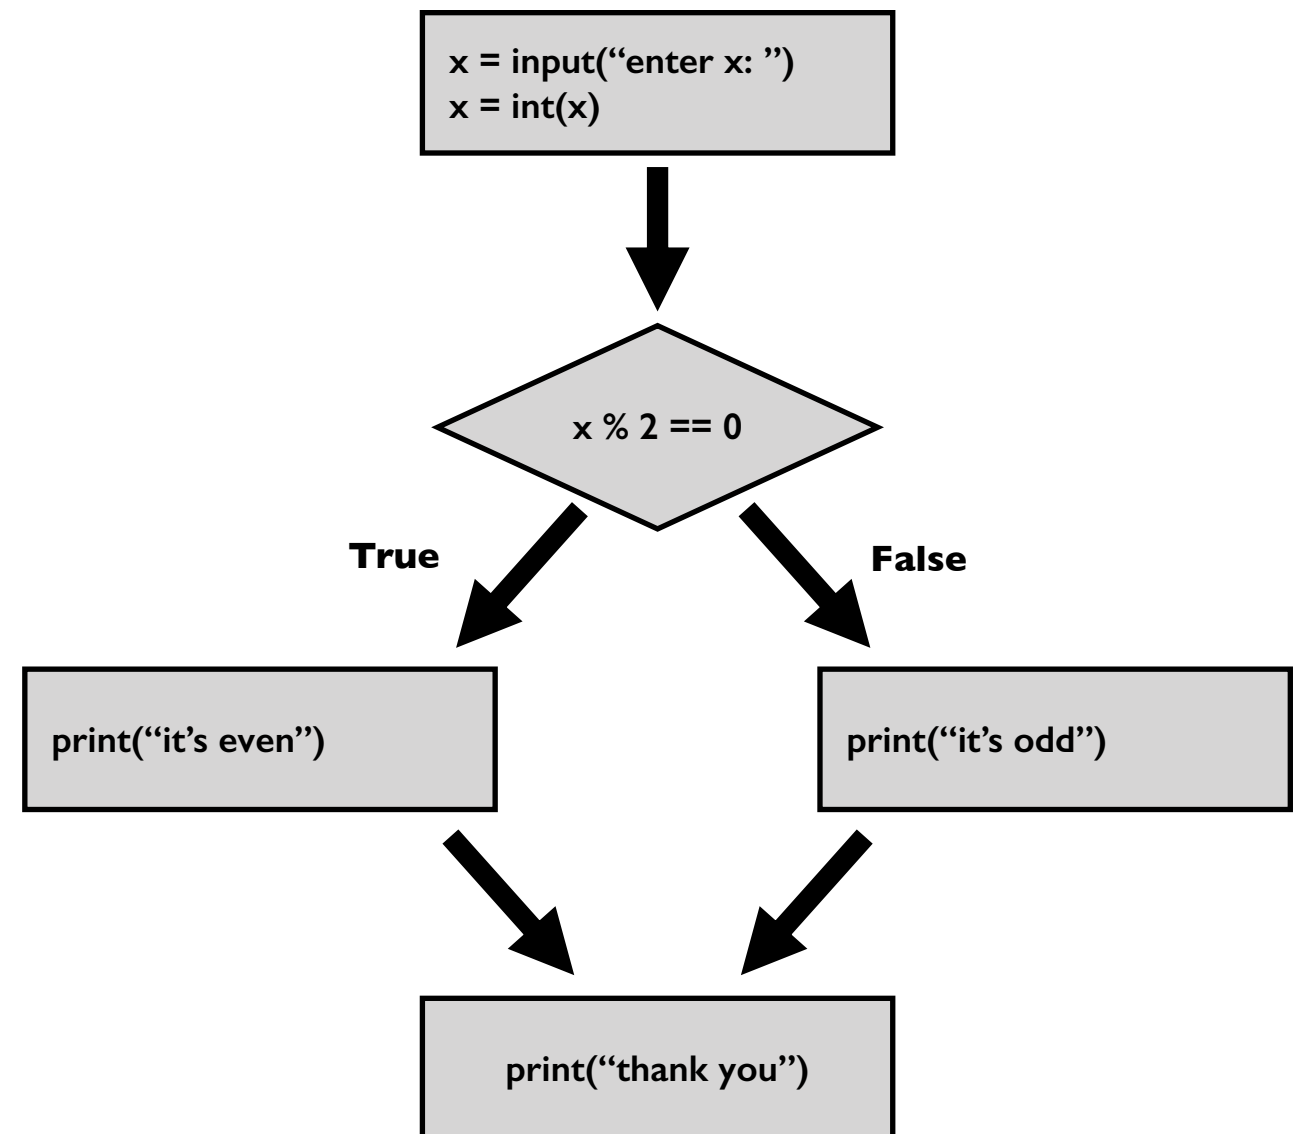 x = input(“enter x: ”)
x = int(x)
x % 2 == 0
True
False
print(“it’s even”)
print(“it’s odd”)
print(“thank you”)